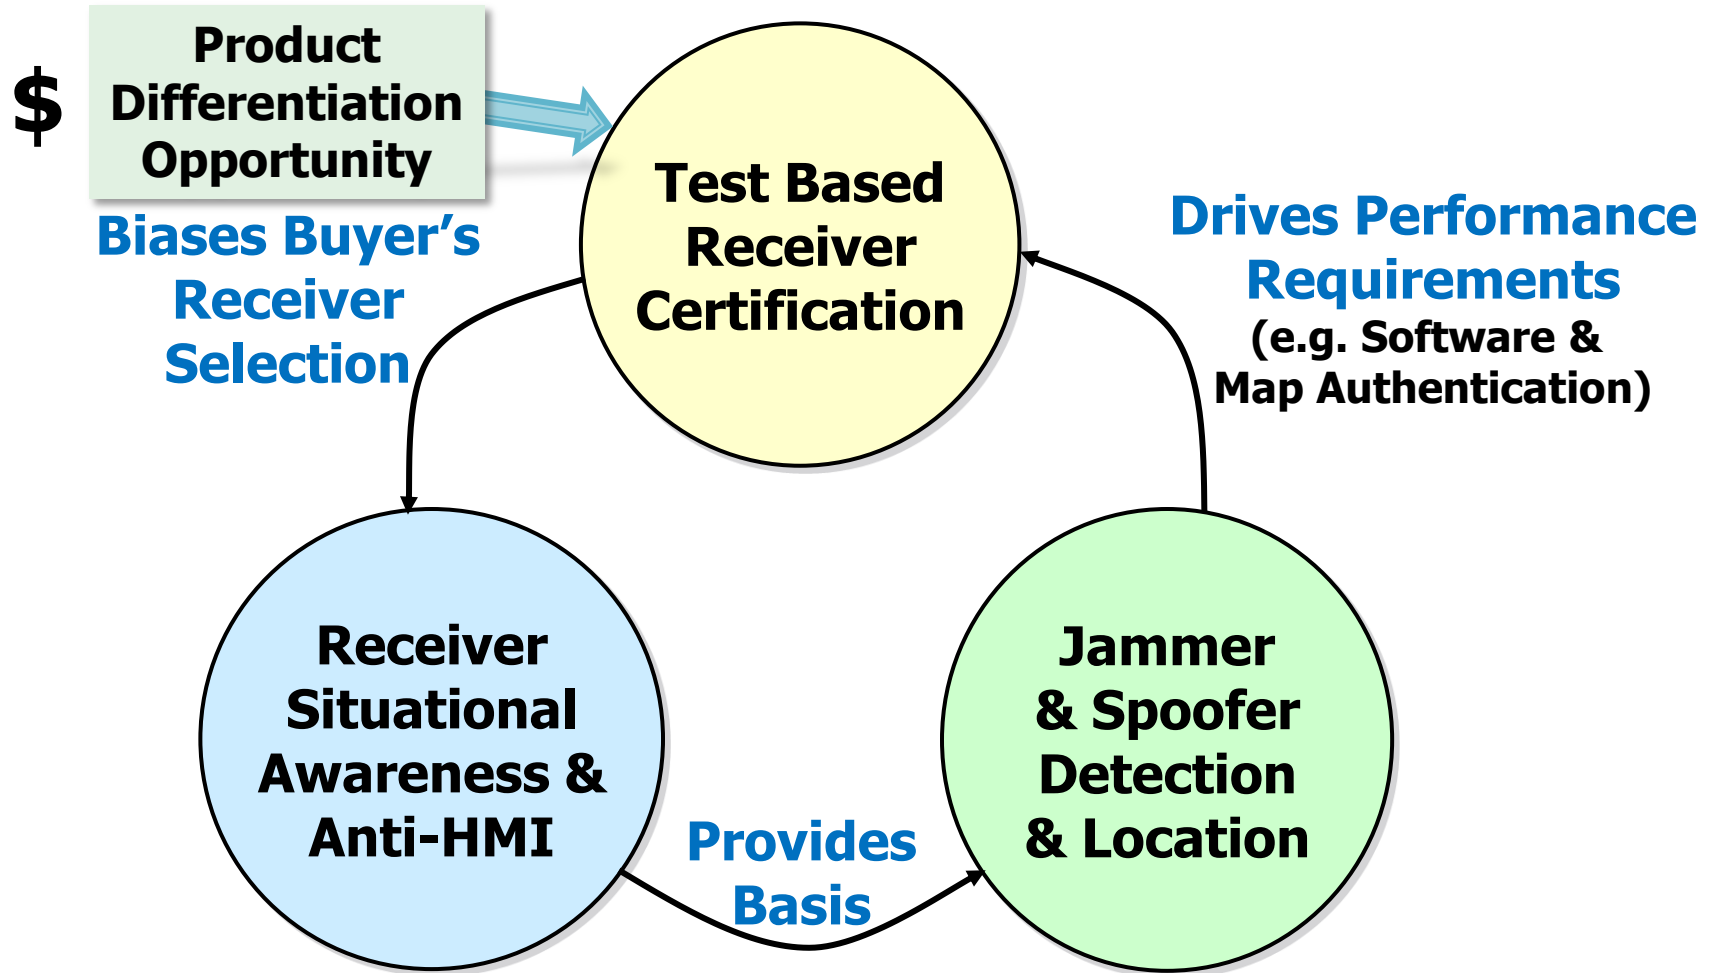 $
Product
Differentiation
Opportunity
Test Based
Receiver
Certification
Biases Buyer’s
Receiver
Selection
Drives Performance
Requirements
(e.g. Software &
Map Authentication)
Receiver
Situational
Awareness &
Anti-HMI
Provides
Basis
Jammer
& Spoofer
Detection
& Location